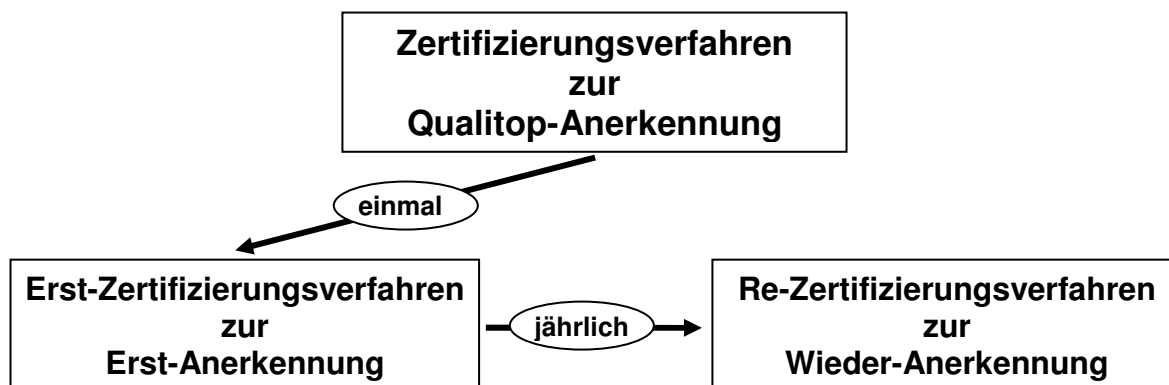 Zertifizierungsverfahren
zur
Qualitop-Anerkennung
einmal
Erst-Zertifizierungsverfahren
zur
Erst-Anerkennung
jährlich
Re-Zertifizierungsverfahren
zur
Wieder-Anerkennung